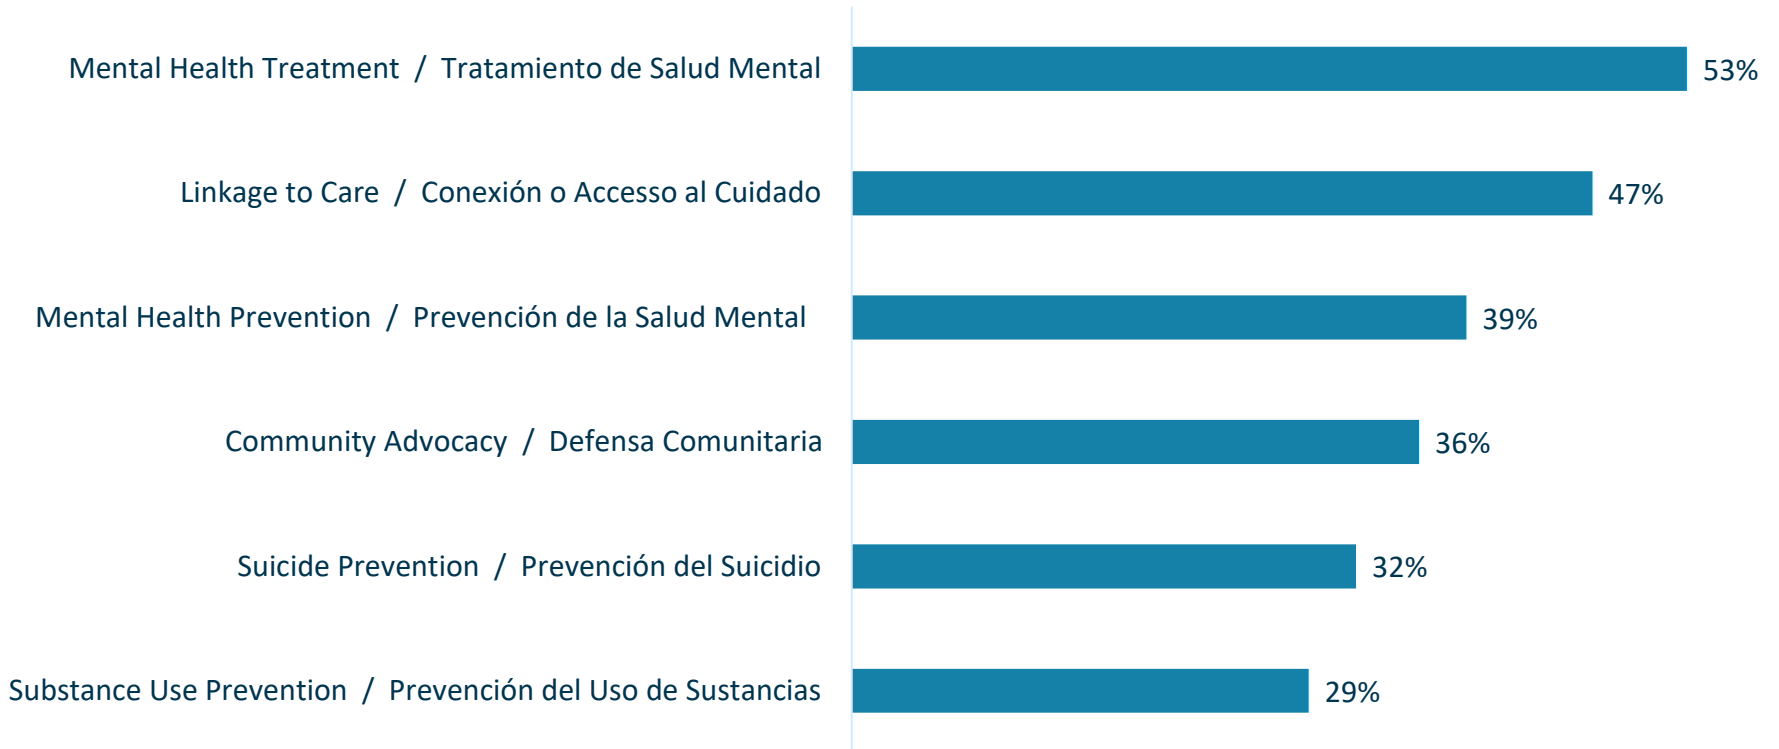 Mental Health Treatment / Tratamiento de Salud Mental 53%
Linkage to Care / Conexión o Accesso al Cuidado 47%
Mental Health Prevention / Prevención de la Salud Mental 39%
Community Advocacy / Defensa Comunitaria 36%
Suicide Prevention / Prevención del Suicidio 32%
Substance Use Prevention / Prevención del Uso de Sustancias 29%